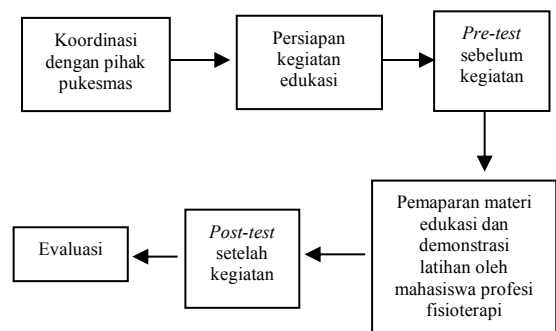 Koordinasi
dengan pihak
pukesmas
Persiapan
kegiatan
edukasi
Pre-test
sebelum
kegiatan
Pemaparan materi
edukasi dan
demonstrasi
latihan oleh
mahasiswa profesi
fisioterapi
Post-test
setelah
kegiatan
Evaluasi